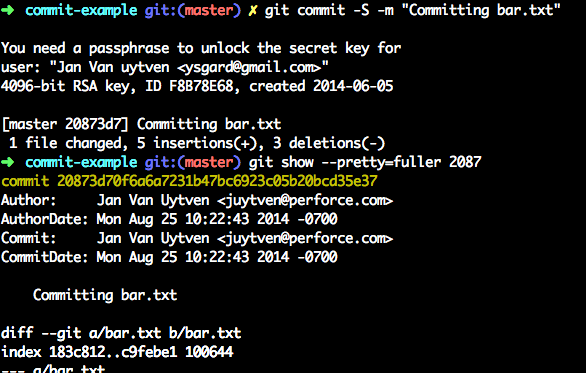 ➜ commit-example git:(master) ✗ git commit -S -m "Committing bar.txt"
You need a passphrase to unlock the secret key for
user: "Jan Van uytven <ysgard@gmail.com>"
4096-bit RSA key, ID F8B78E68, created 2014-06-05
[master 20873d7] Committing bar.txt
1 file changed, 5 insertions(+), 3 deletions(-)
➜ commit-example git:(master) git show --pretty=fuller 2087
commit 20873d70f6a6a7231b47bc6923c05b20bcd35e37
Author: Jan Van Uytven <juytven@perforce.com>
AuthorDate: Mon Aug 25 10:22:43 2014 -0700
Commit: Jan Van Uytven <juytven@perforce.com>
CommitDate: Mon Aug 25 10:22:43 2014 -0700
Committing bar.txt
diff --git a/bar.txt b/bar.txt
index 183c812..c9febe1 100644
--- a/bar.txt